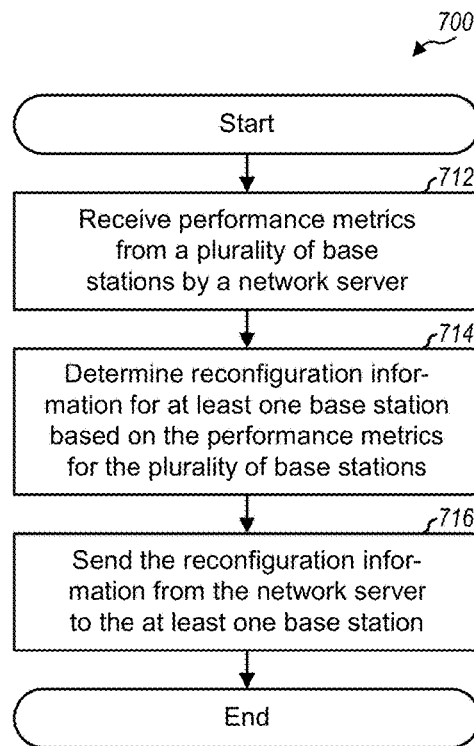 700
Start
712
Receive performance metrics
from a plurality of base
stations by a network server
714
Determine reconfiguration infor-
mation for at least one base station
based on the performance metrics
for the plurality of base stations
716
Send the reconfiguration infor-
mation from the network server
to the at least one base station
End